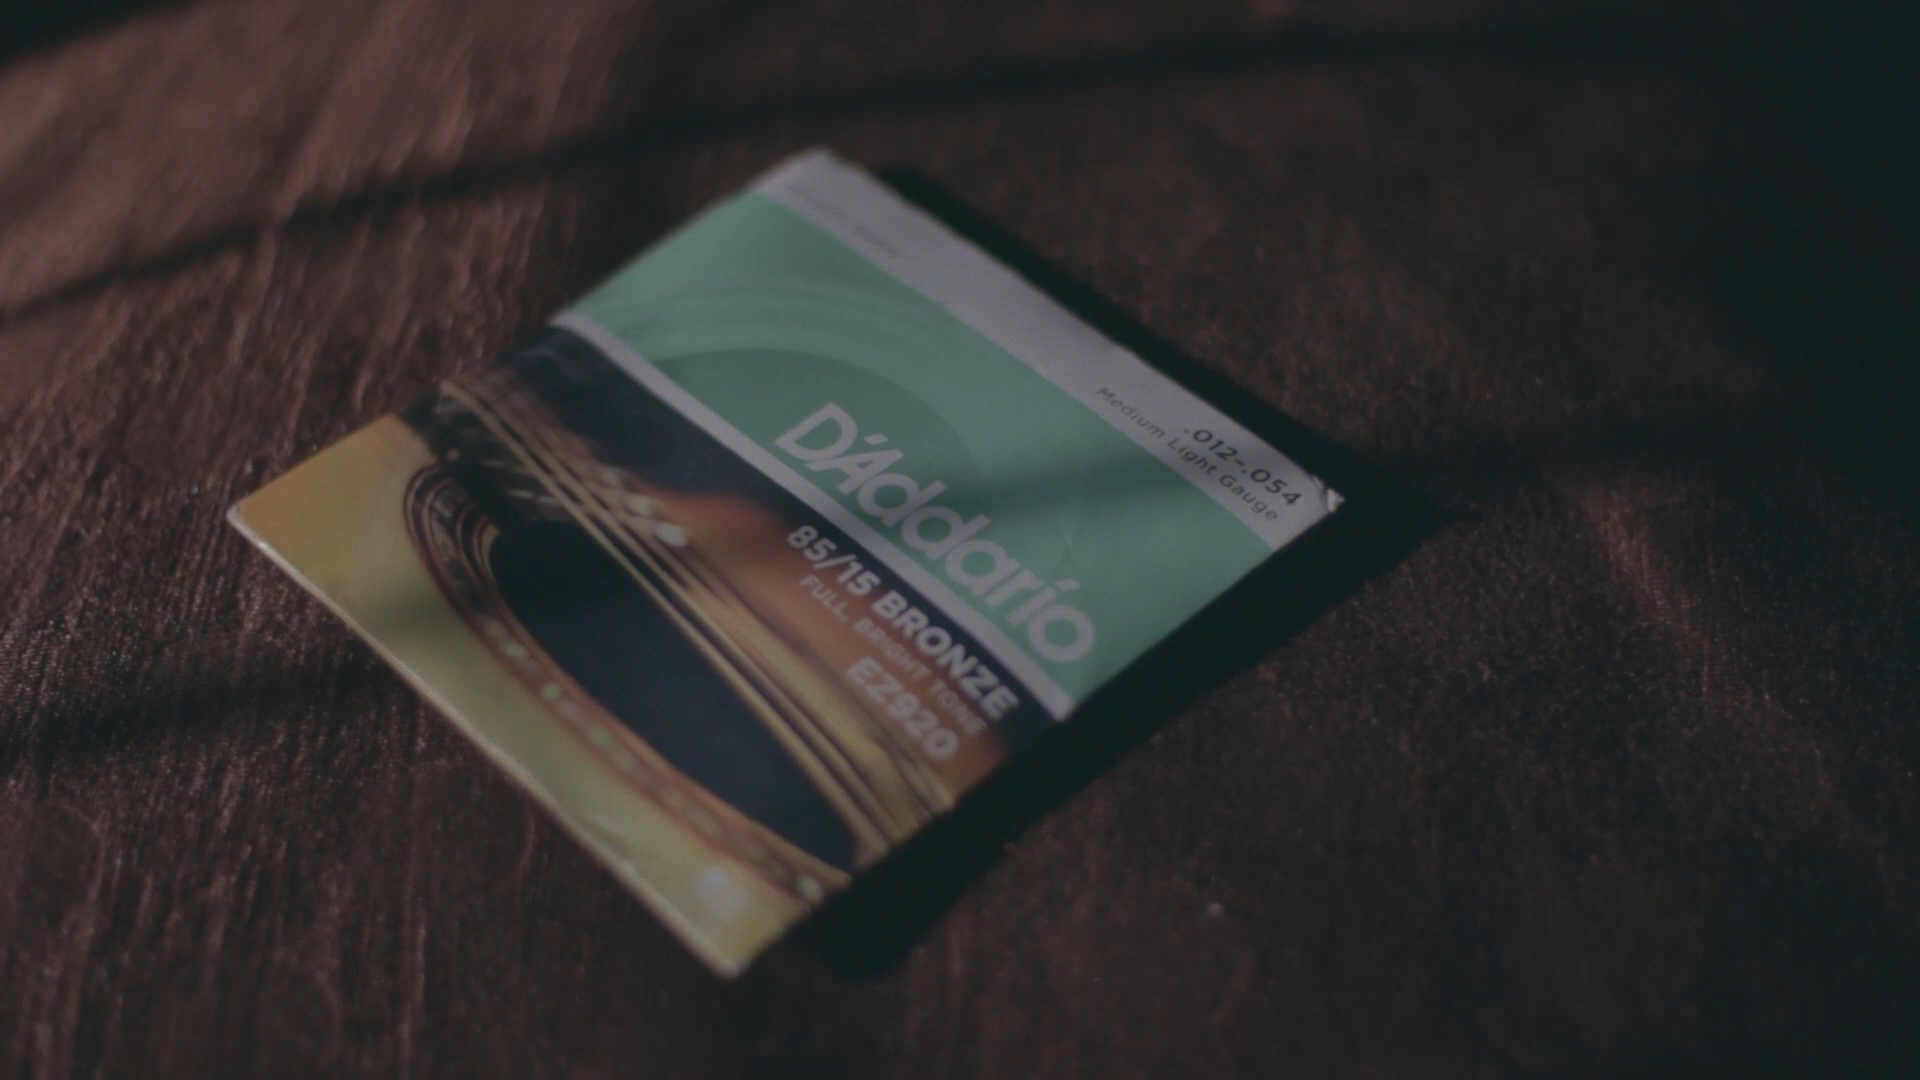 .012-.054
Medium Light Gauge
D'Addario
85/15 BRONZE
FULL, BRIGHT TONE
EZ920